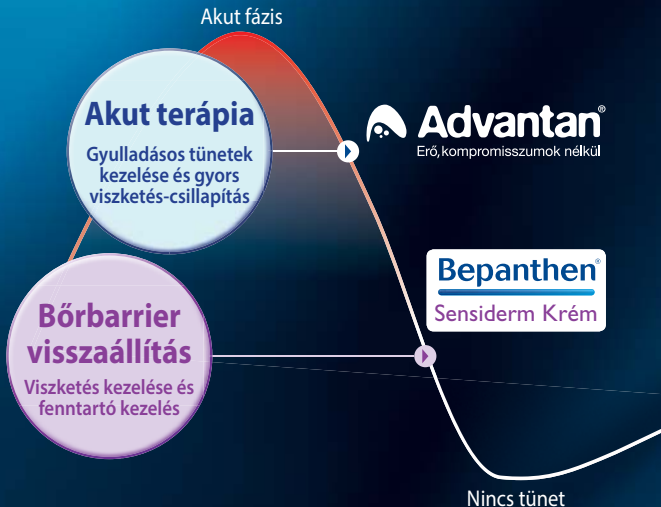 Akut fázis
Akut terápia
Gyulladásos tünetek
kezelése és gyors
viszketés-csillapítás
Advantan®
Erő, kompromisszumok nélkül
Bepanthen®
Sensiderm Krém
Bőrbarrier
visszaállítás
Viszketés kezelése és
fenntartó kezelés
Nincs tünet